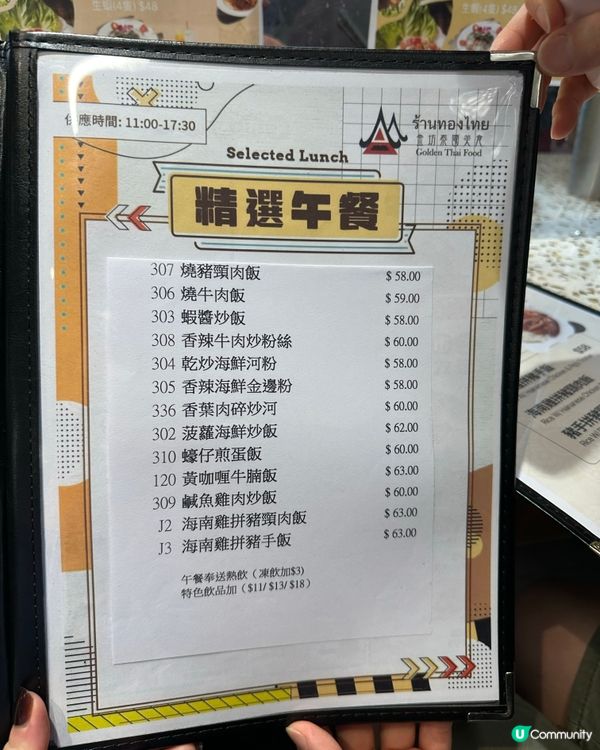 (4隻) $48
供應時間: 11:00-17:30
ร้านทองไทย
金坊泰國美食
Golden Thai Food
Selected Lunch
精選午餐
307 燒豬頸肉飯 $ 58.00
306 燒牛肉飯 $ 59.00
303 蝦醬炒飯 $ 58.00
308 香辣牛肉炒粉絲 $ 60.00
304 乾炒海鮮河粉 $ 58.00
305 香辣海鮮金邊粉 $ 58.00
336 香葉肉碎炒河 $ 60.00
302 菠蘿海鮮炒飯 $ 62.00
310 蠔仔煎蛋飯 $ 60.00
120 黃咖喱牛腩飯 $ 63.00
309 鹹魚雞肉炒飯 $ 60.00
J2 海南雞拼豬頸肉飯 $ 63.00
J3 海南雞拼豬手飯 $ 63.00
午餐奉送熱飲（凍飲加$3)
特色飲品加（$11/ $13/ $18）
$58
U Community